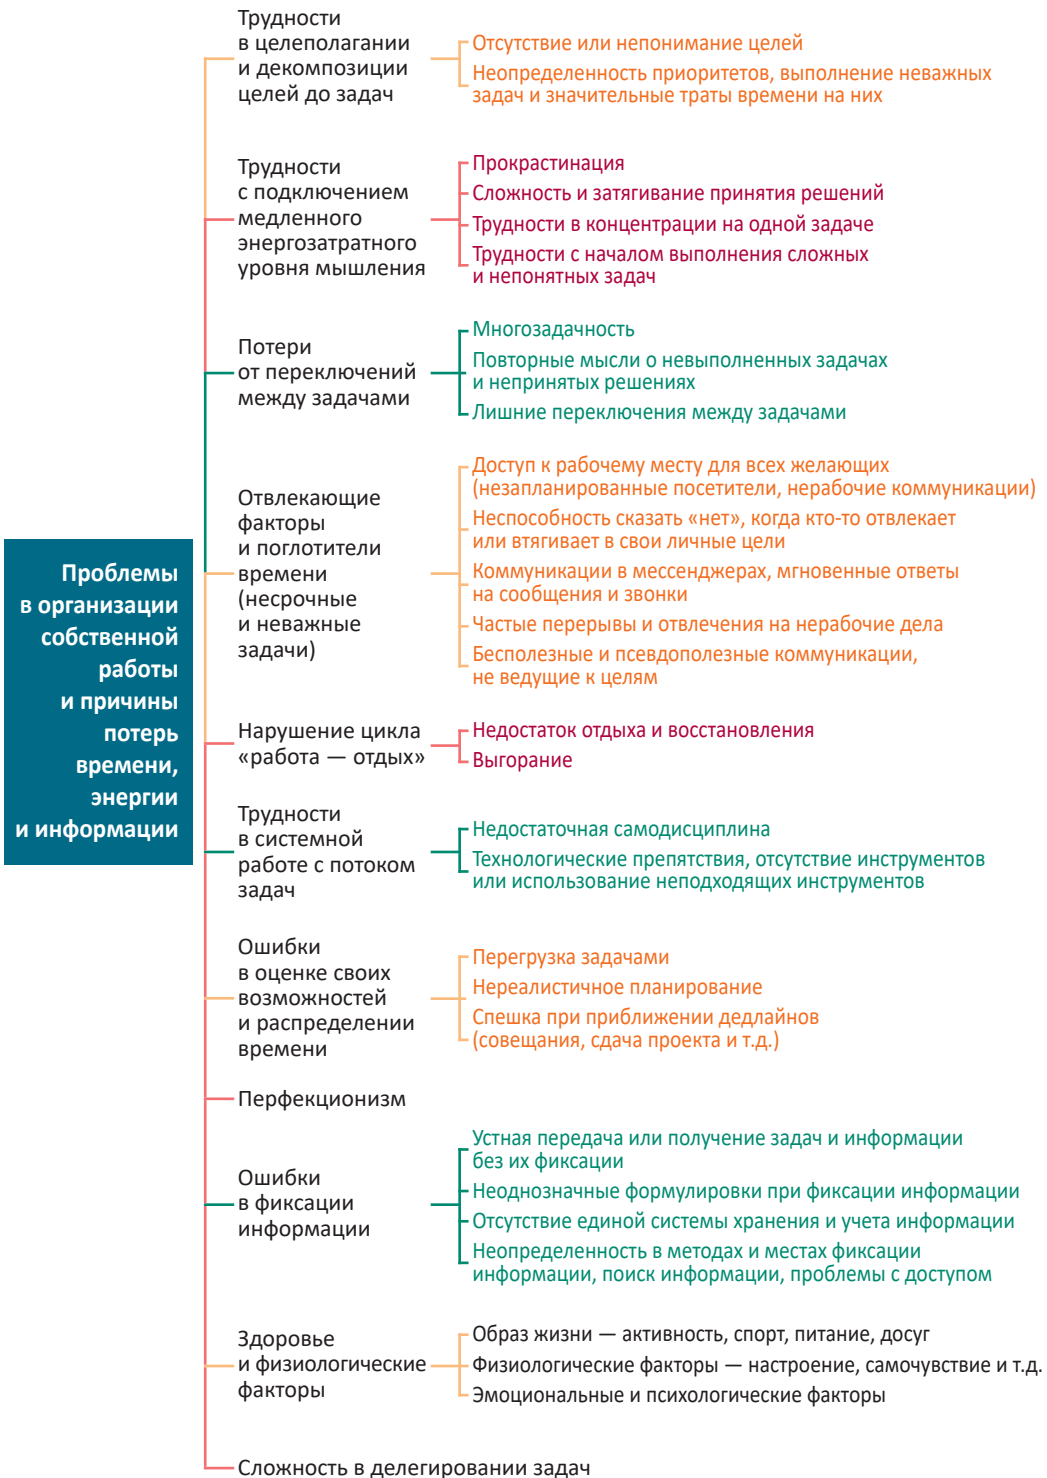 Проблемы
в организации
собственной
работы
и причины
потерь
времени,
энергии
и информации
Трудности
в целеполагании
и декомпозиции
целей до задач
Отсутствие или непонимание целей
Неопределенность приоритетов, выполнение неважных
задач и значительные траты времени на них
Трудности
с подключением
медленного
энергозатратного
уровня мышления
Прокрастинация
Сложность и затягивание принятия решений
Трудности в концентрации на одной задаче
Трудности с началом выполнения сложных
и непонятных задач
Потери
от переключений
между задачами
Многозадачность
Повторные мысли о невыполненных задачах
и непринятых решениях
Лишние переключения между задачами
Отвлекающие
факторы
и поглотители
времени
(несрочные
и неважные
задачи)
Доступ к рабочему месту для всех желающих
(незапланированные посетители, нерабочие коммуникации)
Неспособность сказать «нет», когда кто-то отвлекает
или втягивает в свои личные цели
Коммуникации в мессенджерах, мгновенные ответы
на сообщения и звонки
Частые перерывы и отвлечения на нерабочие дела
Бесполезные и псевдополезные коммуникации,
не ведущие к целям
Нарушение цикла
«работа — отдых»
Недостаток отдыха и восстановления
Выгорание
Трудности
в системной
работе с потоком
задач
Недостаточная самодисциплина
Технологические препятствия, отсутствие инструментов
или использование неподходящих инструментов
Ошибки
в оценке своих
возможностей
и распределении
времени
Перегрузка задачами
Нереалистичное планирование
Спешка при приближении дедлайнов
(совещания, сдача проекта и т.д.)
Перфекционизм
Ошибки
в фиксации
информации
Устная передача или получение задач и информации
без их фиксации
Неоднозначные формулировки при фиксации информации
Отсутствие единой системы хранения и учета информации
Неопределенность в методах и местах фиксации
информации, поиск информации, проблемы с доступом
Здоровье
и физиологические
факторы
Образ жизни — активность, спорт, питание, досуг
Физиологические факторы — настроение, самочувствие и т.д.
Эмоциональные и психологические факторы
Сложность в делегировании задач